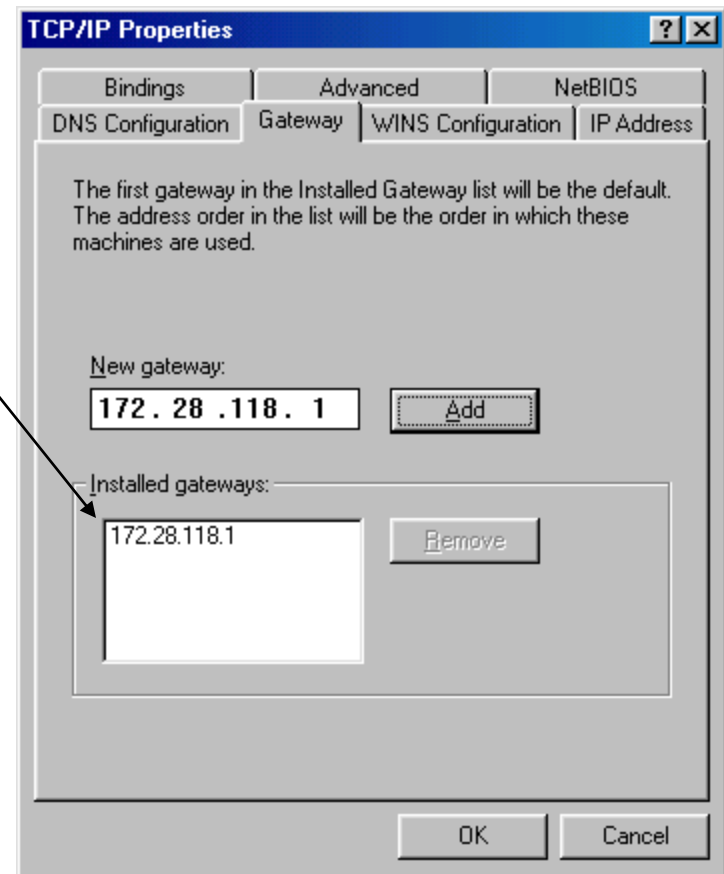 TCP/IP Properties
Bindings Advanced NetBIOS
DNS Configuration Gateway WINS Configuration IP Address
The first gateway in the Installed Gateway list will be the default.
The address order in the list will be the order in which these
machines are used.
New gateway:
172. 28 .118. 1 Add
Installed gateways:
172.28.118.1 Remove
OK Cancel